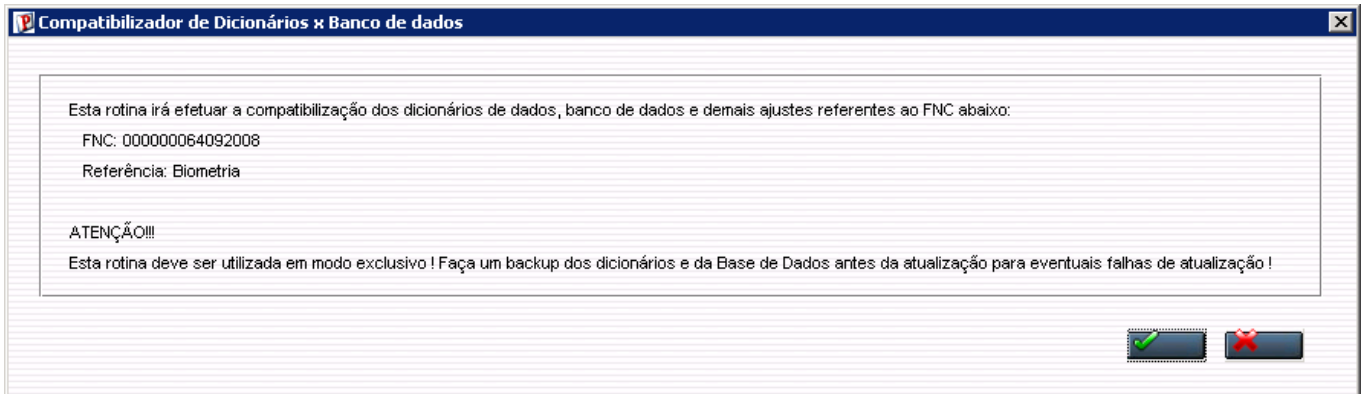 Compatibilizador de Dicionários x Banco de dados
Esta rotina irá efetuar a compatibilização dos dicionários de dados, banco de dados e demais ajustes referentes ao FNC abaixo:
FNC: 000000064092008
Referência: Biometria
ATENÇÃO!!!
Esta rotina deve ser utilizada em modo exclusivo ! Faça um backup dos dicionários e da Base de Dados antes da atualização para eventuais falhas de atualização !